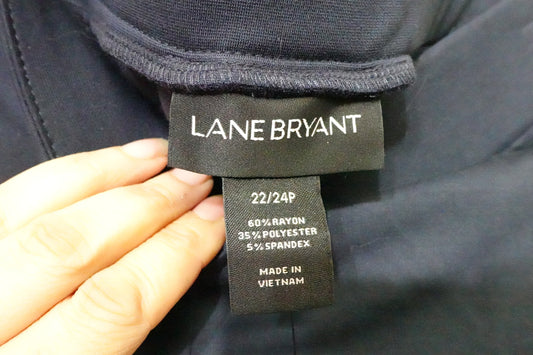 LANE BRYANT
22/24P
60% RAYON
35% POLYESTER
5% SPANDEX
MADE IN
VIETNAM